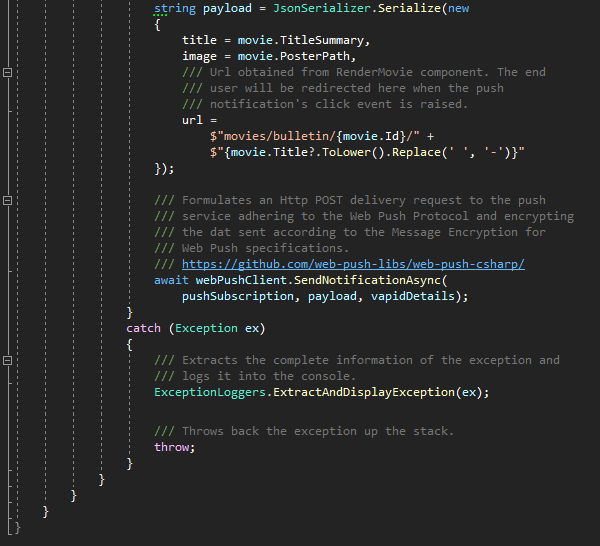 string payload = JsonSerializer.Serialize(new
{
title = movie.TitleSummary,
image = movie.PosterPath,
/// Url obtained from RenderMovie component. The end
/// user will be redirected here when the push
/// notification's click event is raised.
url =
$"movies/bulletin/{movie.Id}/" +
$"{movie.Title?.ToLower().Replace(' ', '-')}"
});
/// Formulates an Http POST delivery request to the push
/// service adhering to the Web Push Protocol and encrypting
/// the dat sent according to the Message Encryption for
/// Web Push specifications.
/// https://github.com/web-push-libs/web-push-csharp/
await webPushClient.SendNotificationAsync(
pushSubscription, payload, vapidDetails);
}
catch (Exception ex)
{
/// Extracts the complete information of the exception and
/// logs it into the console.
ExceptionLoggers.ExtractAndDisplayException(ex);
/// Throws back the exception up the stack.
throw;
}
}
}
}
}